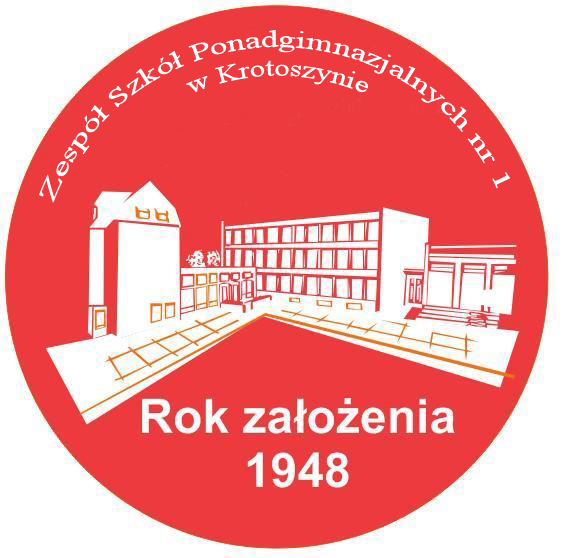 Zespół Szkół Ponadgimnazjalnych nr 1
w Krotoszynie
Rok założenia
1948